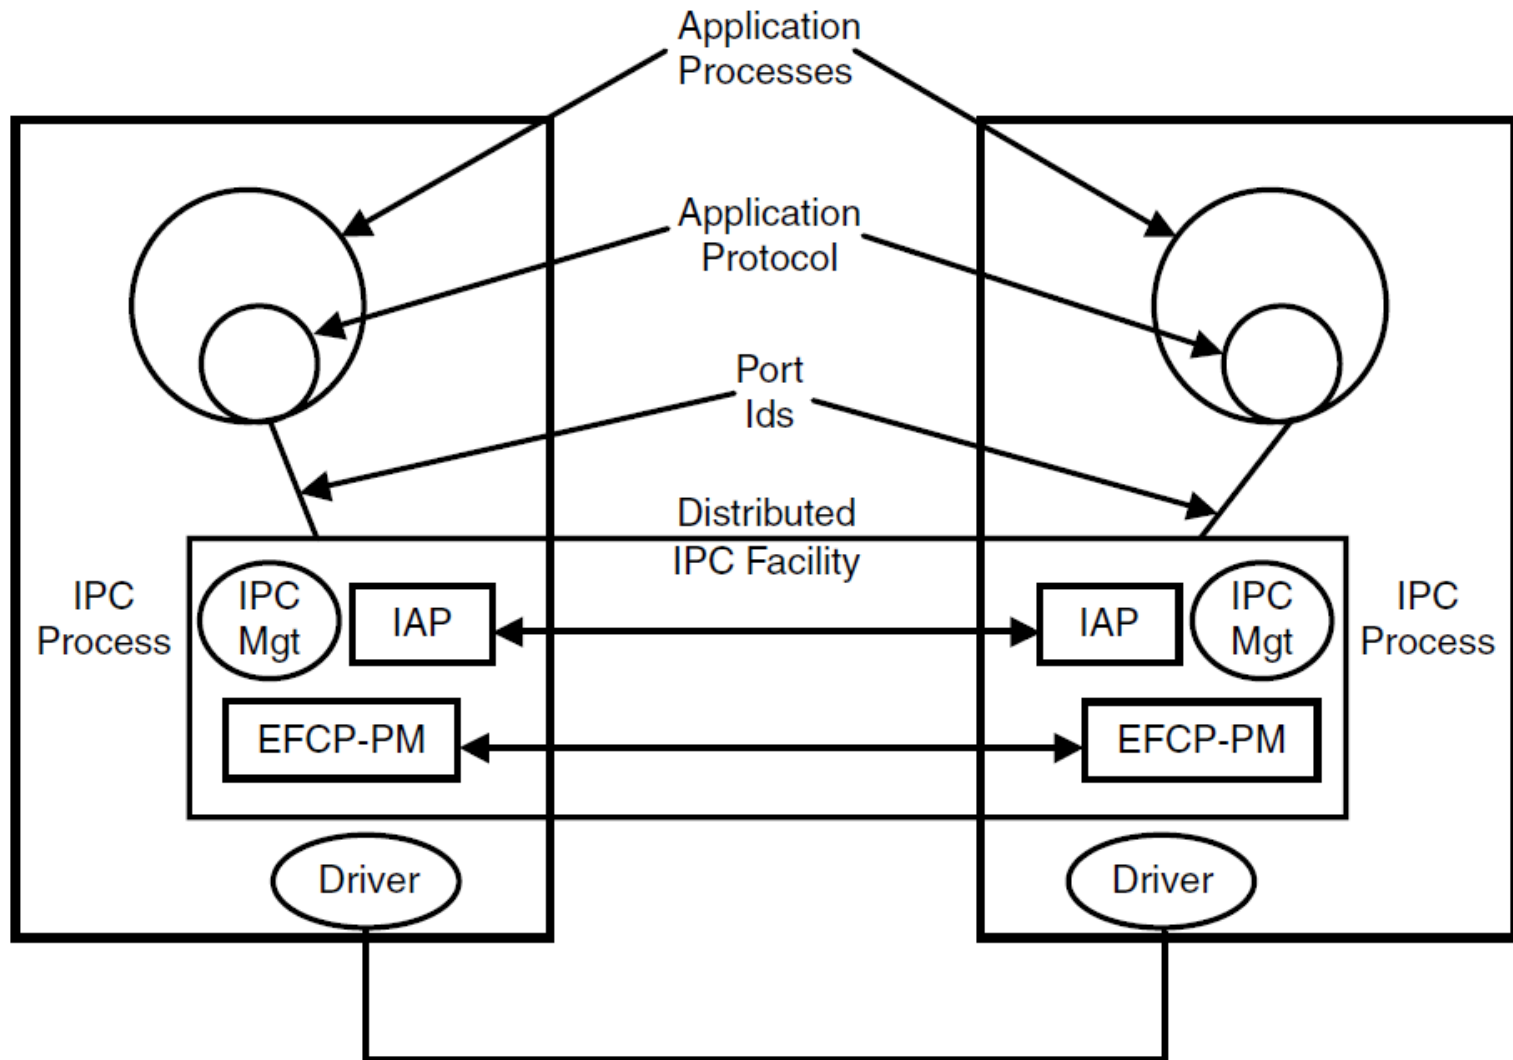 Application
Processes
Application
Protocol
Port
Ids
Distributed
IPC Facility
IPC
Process
IPC
Mgt
IAP
IAP
IPC
Mgt
IPC
Process
EFCP-PM
EFCP-PM
Driver
Driver